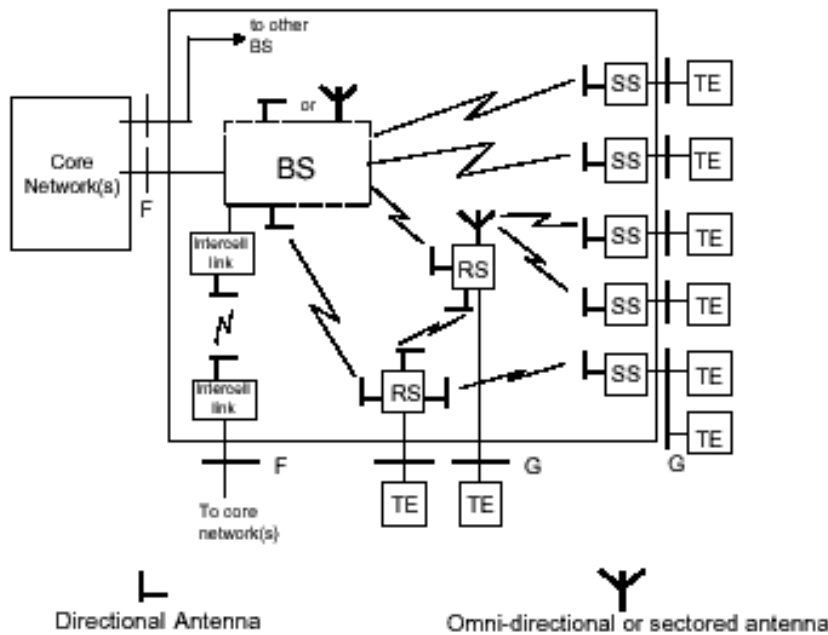 to other
BS
or
Core
Network(s)
F
BS
SS
TE
SS
TE
SS
TE
SS
TE
SS
TE
TE
G
Intercell
link
RS
Intercell
link
RS
F
G
TE
TE
To core
network(s)
Directional Antenna
Omni-directional or sectored antenna